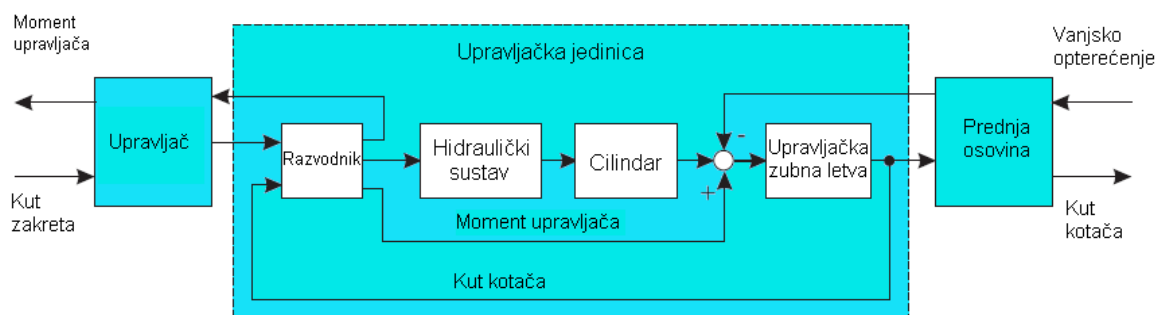 Moment
upravljača
Upravljač
Kut
zakreta
Upravljačka jedinica
Razvodnik
Hidraulički
sustav
Cilindar
-
+
Upravljačka
zubna letva
Moment upravljača
Kut kotača
Vanjsko
opterećenje
Prednja
osovina
Kut
kotača